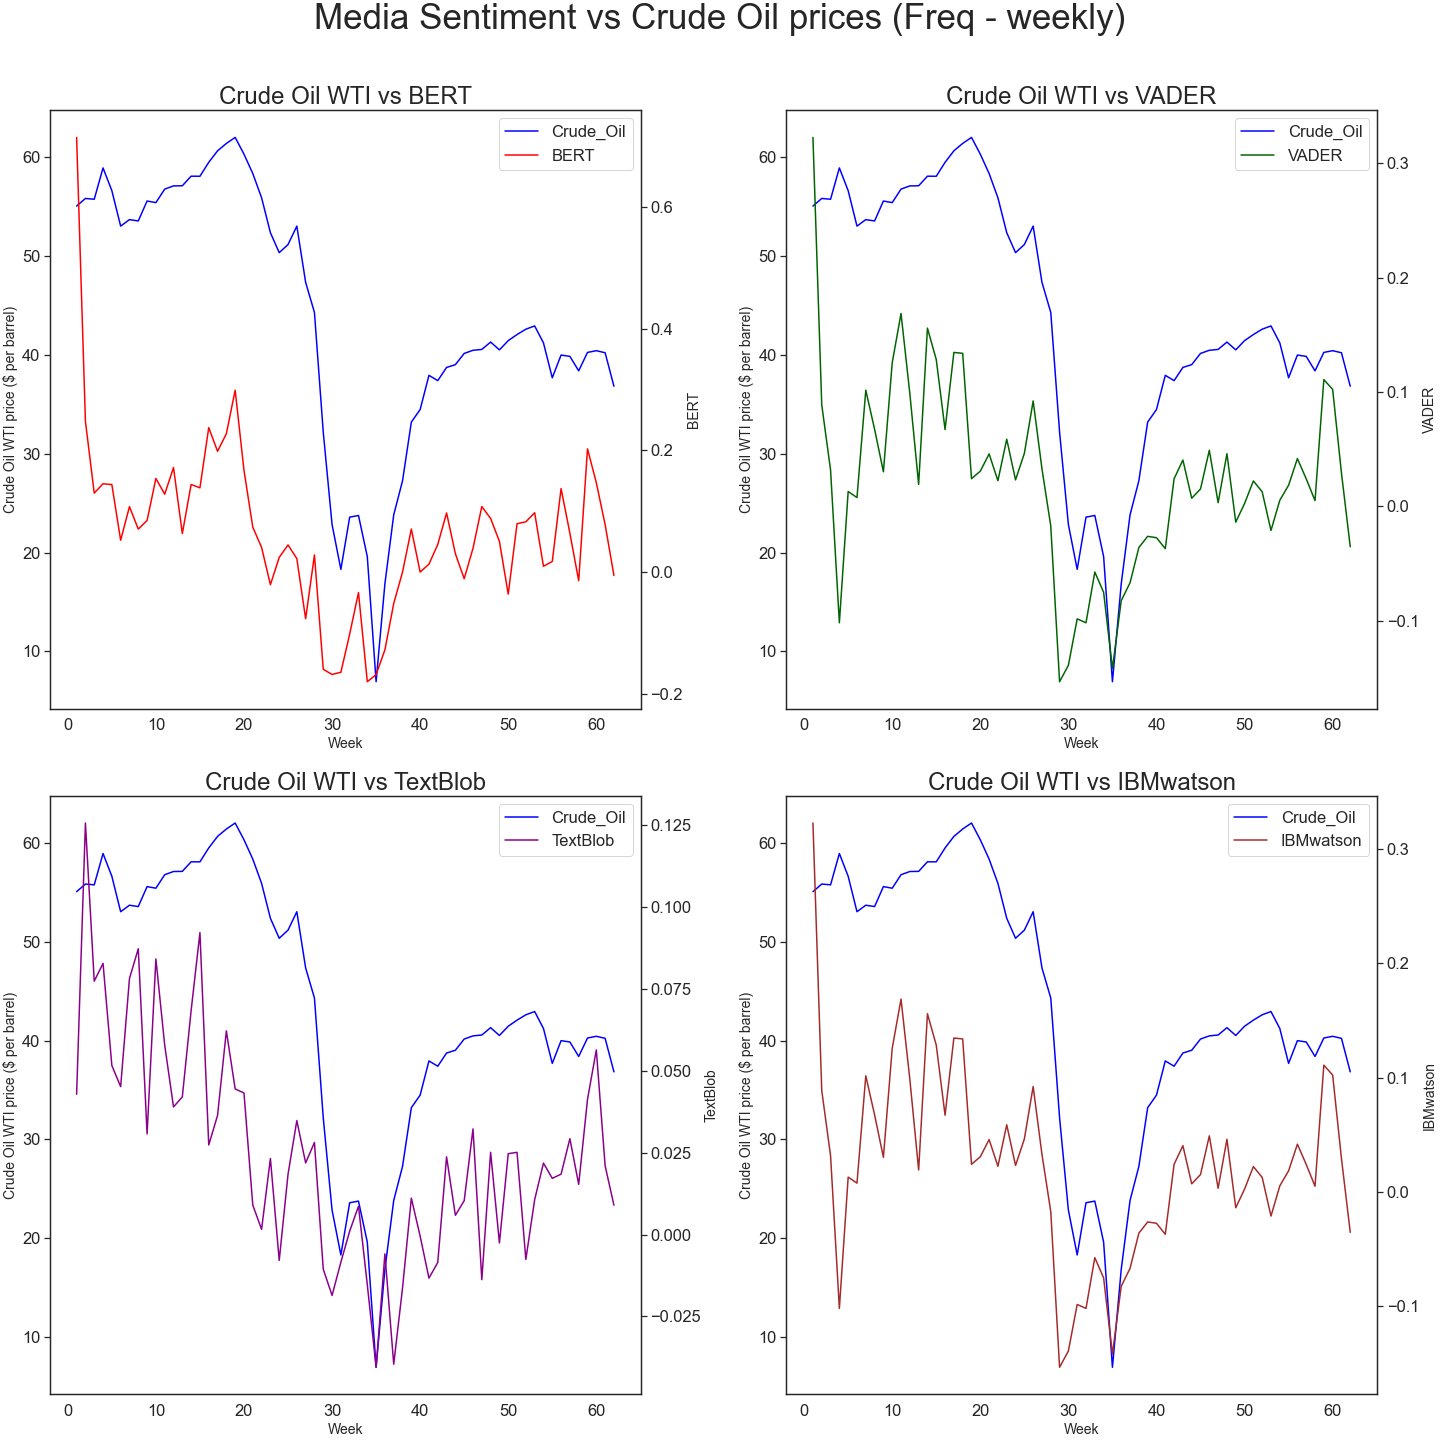 Media Sentiment vs Crude Oil prices (Freq - weekly)
Crude Oil WTI vs BERT
Crude_Oil
BERT
60
50
40
30
20
10
0.6
0.4
0.2
0.0
−0.2
Crude Oil WTI price ($ per barrel)
BERT
0 10 20 30 40 50 60
Week
Crude Oil WTI vs VADER
Crude_Oil
VADER
60
50
40
30
20
10
0.3
0.2
0.1
0.0
−0.1
Crude Oil WTI price ($ per barrel)
VADER
0 10 20 30 40 50 60
Week
Crude Oil WTI vs TextBlob
Crude_Oil
TextBlob
60
50
40
30
20
10
0.125
0.100
0.075
0.050
0.025
0.000
−0.025
Crude Oil WTI price ($ per barrel)
TextBlob
0 10 20 30 40 50 60
Week
Crude Oil WTI vs IBMwatson
Crude_Oil
IBMwatson
60
50
40
30
20
10
0.3
0.2
0.1
0.0
−0.1
Crude Oil WTI price ($ per barrel)
IBMwatson
0 10 20 30 40 50 60
Week